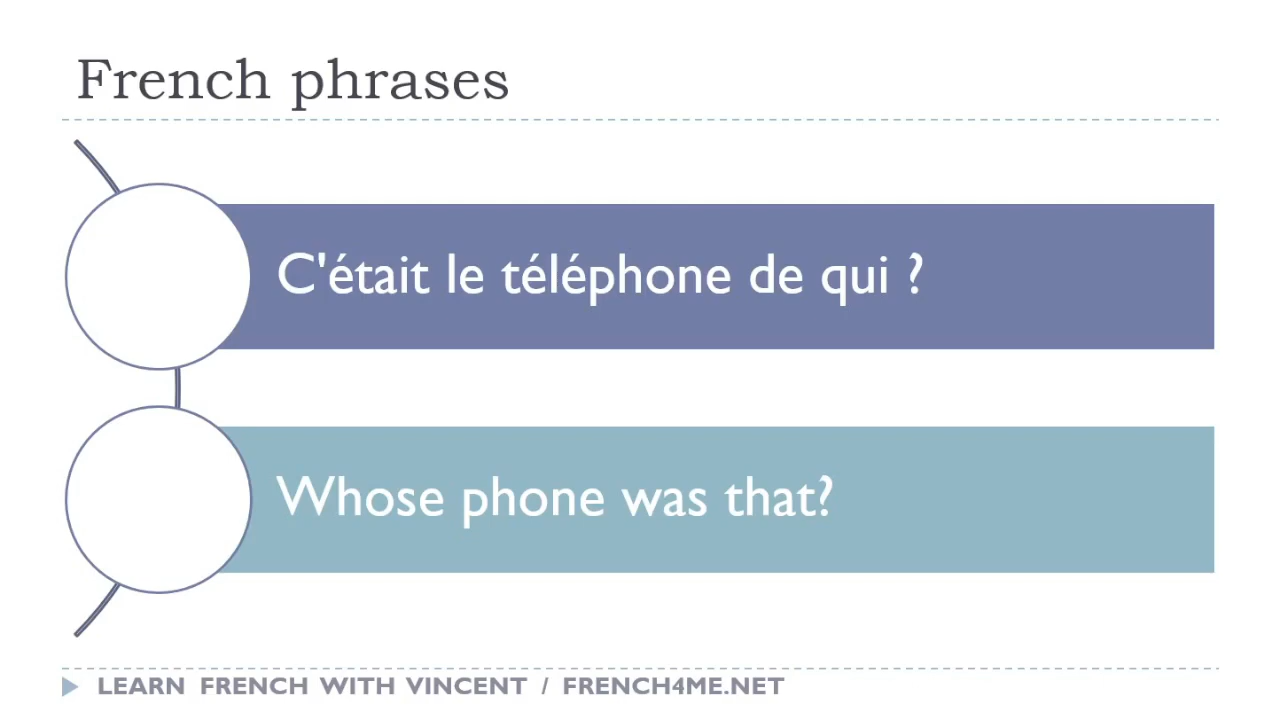 French phrases
C'était le téléphone de qui ?
Whose phone was that?
LEARN FRENCH WITH VINCENT / FRENCH4ME.NET